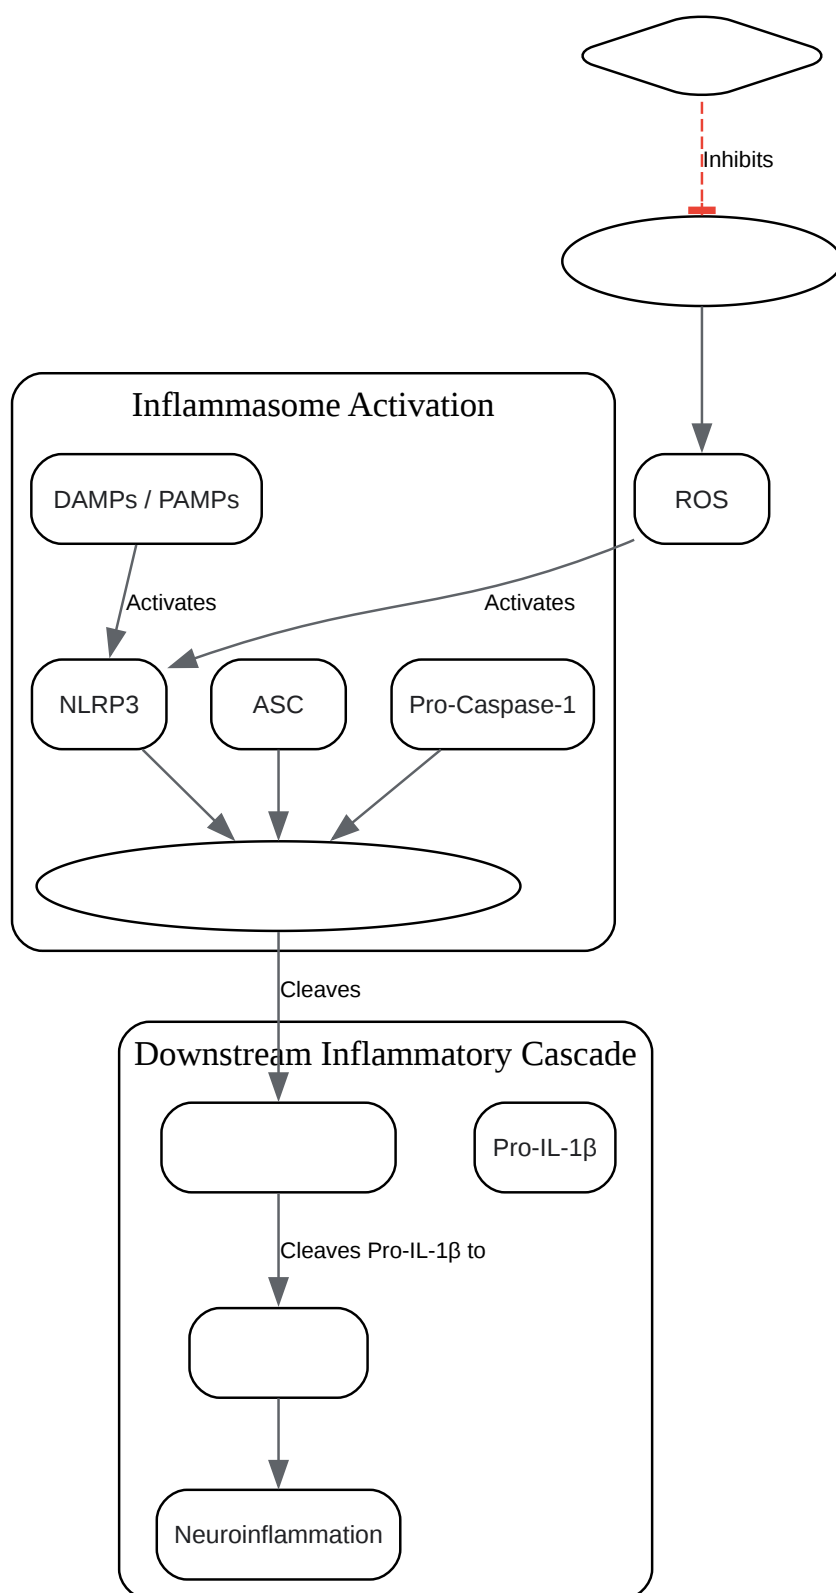 Inhibits
Inflammasome Activation
DAMPs / PAMPs
ROS
Activates
Activates
NLRP3
ASC
Pro-Caspase-1
Cleaves
Downstream Inflammatory Cascade
Pro-IL-1β
Cleaves Pro-IL-1β to
Neuroinflammation